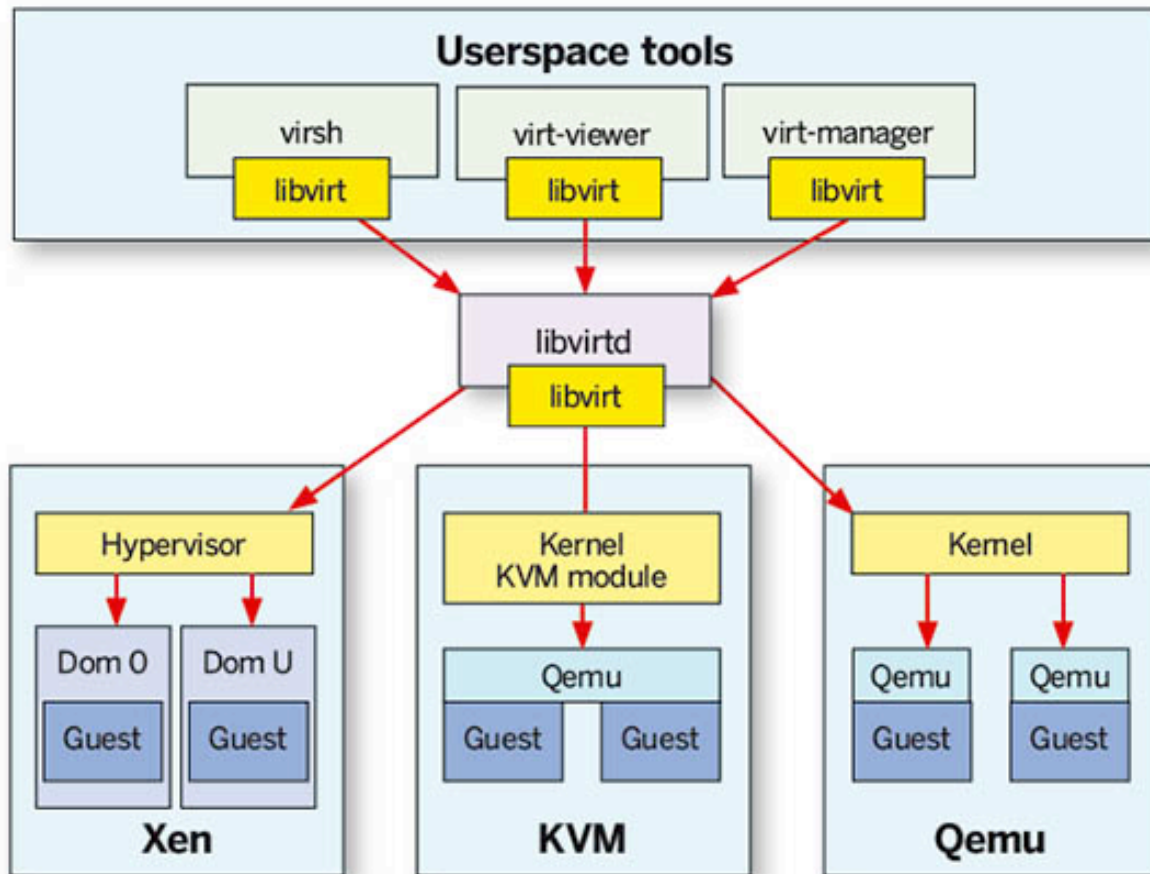 Userspace tools
virsh
virt-viewer
virt-manager
libvirt
libvirt
libvirt
libvirtd
libvirt
Hypervisor
Dom 0
Dom U
Guest
Guest
Xen
Kernel
KVM module
Qemu
Guest
Guest
KVM
Kernel
Qemu
Qemu
Guest
Guest
Qemu